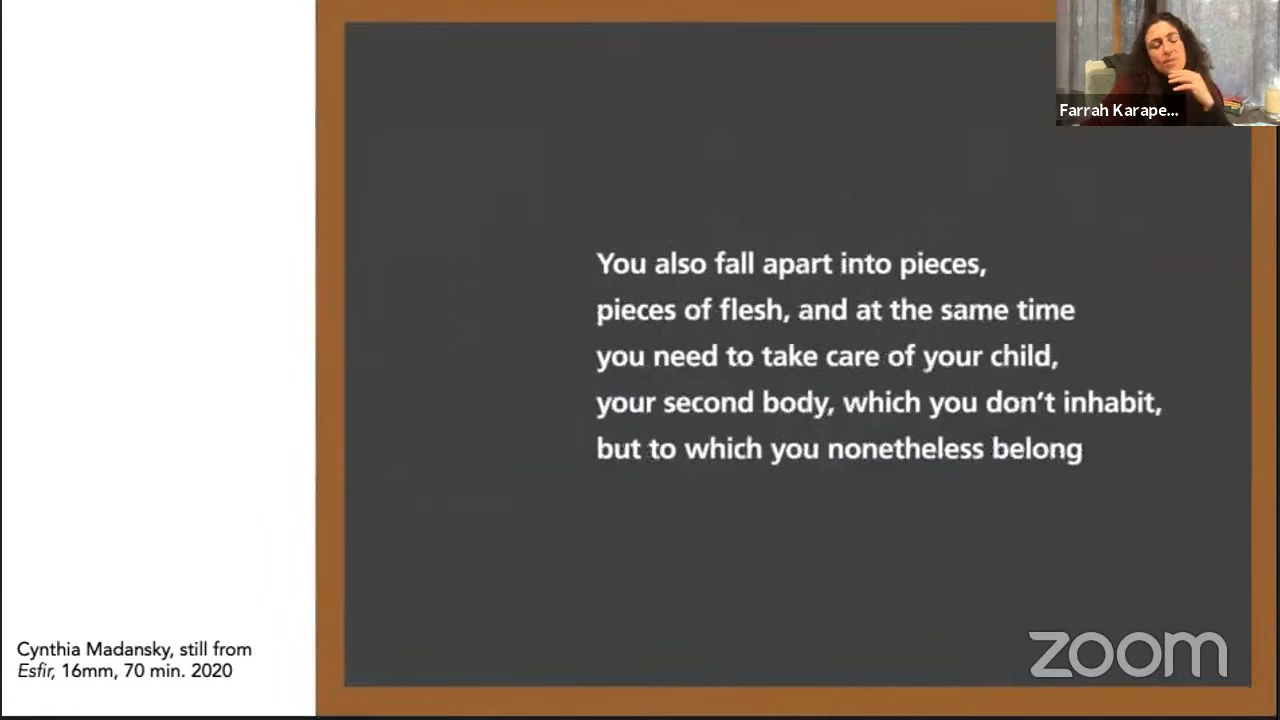 Farrah Karape...
You also fall apart into pieces,
pieces of flesh, and at the same time
you need to take care of your child,
your second body, which you don’t inhabit,
but to which you nonetheless belong
Cynthia Madansky, still from
Esfir, 16mm, 70 min. 2020
zoom